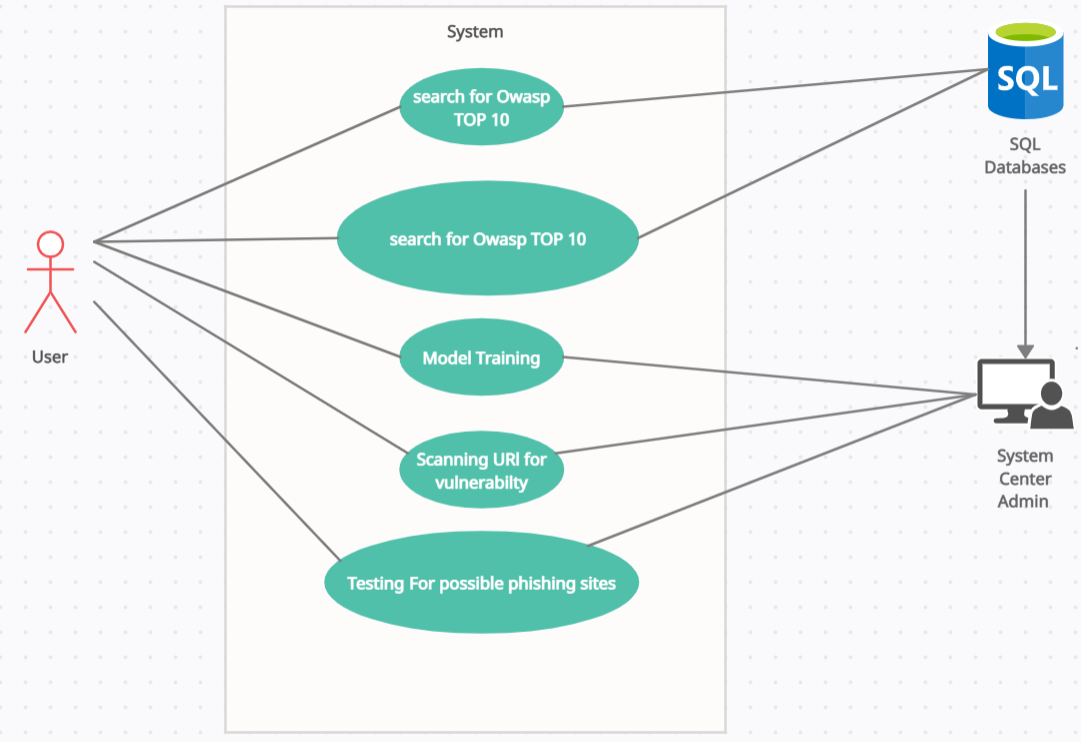 System
search for Owasp
TOP 10
SQL
SQL
Databases
search for Owasp TOP 10
User
Model Training
Scanning URl for
vulnerabilty
System
Center
Admin
Testing For possible phishing sites